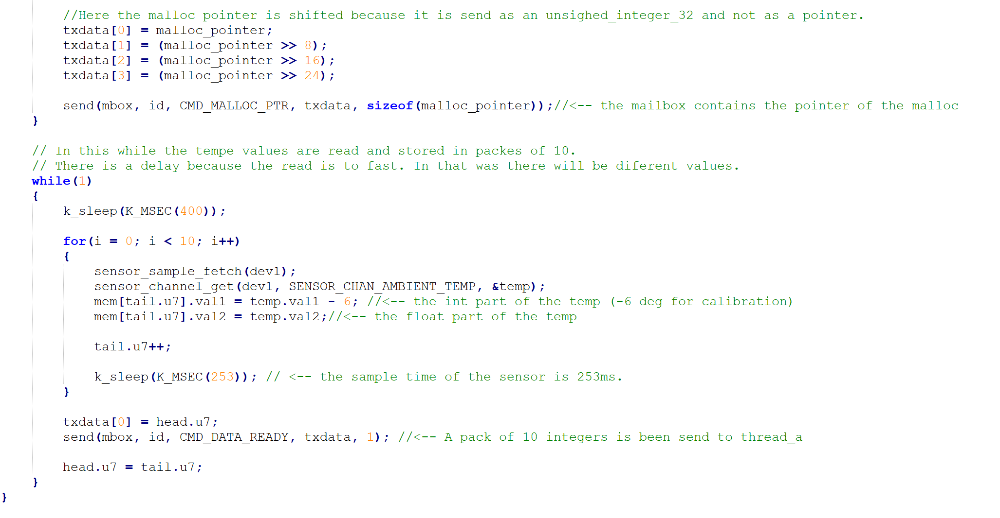 //Here the malloc pointer is shifted because it is send as an unsighed_integer_32 and not as a pointer.
txdata[0] = malloc_pointer;
txdata[1] = (malloc_pointer >> 8);
txdata[2] = (malloc_pointer >> 16);
txdata[3] = (malloc_pointer >> 24);
send(mbox, id, CMD_MALLOC_PTR, txdata, sizeof(malloc_pointer));//<-- the mailbox contains the pointer of the malloc
}
// In this while the tempe values are read and stored in packes of 10.
// There is a delay because the read is to fast. In that was there will be diferent values.
while(1)
{
k_sleep(K_MSEC(400));
for(i = 0; i < 10; i++)
{
sensor_sample_fetch(dev1);
sensor_channel_get(dev1, SENSOR_CHAN_AMBIENT_TEMP, &temp);
mem[tail.u7].val1 = temp.val1 - 6; //<-- the int part of the temp (-6 deg for calibration)
mem[tail.u7].val2 = temp.val2;//<-- the float part of the temp
tail.u7++;
k_sleep(K_MSEC(253)); // <-- the sample time of the sensor is 253ms.
}
txdata[0] = head.u7;
send(mbox, id, CMD_DATA_READY, txdata, 1); //<-- A pack of 10 integers is been send to thread_a
head.u7 = tail.u7;
}
}